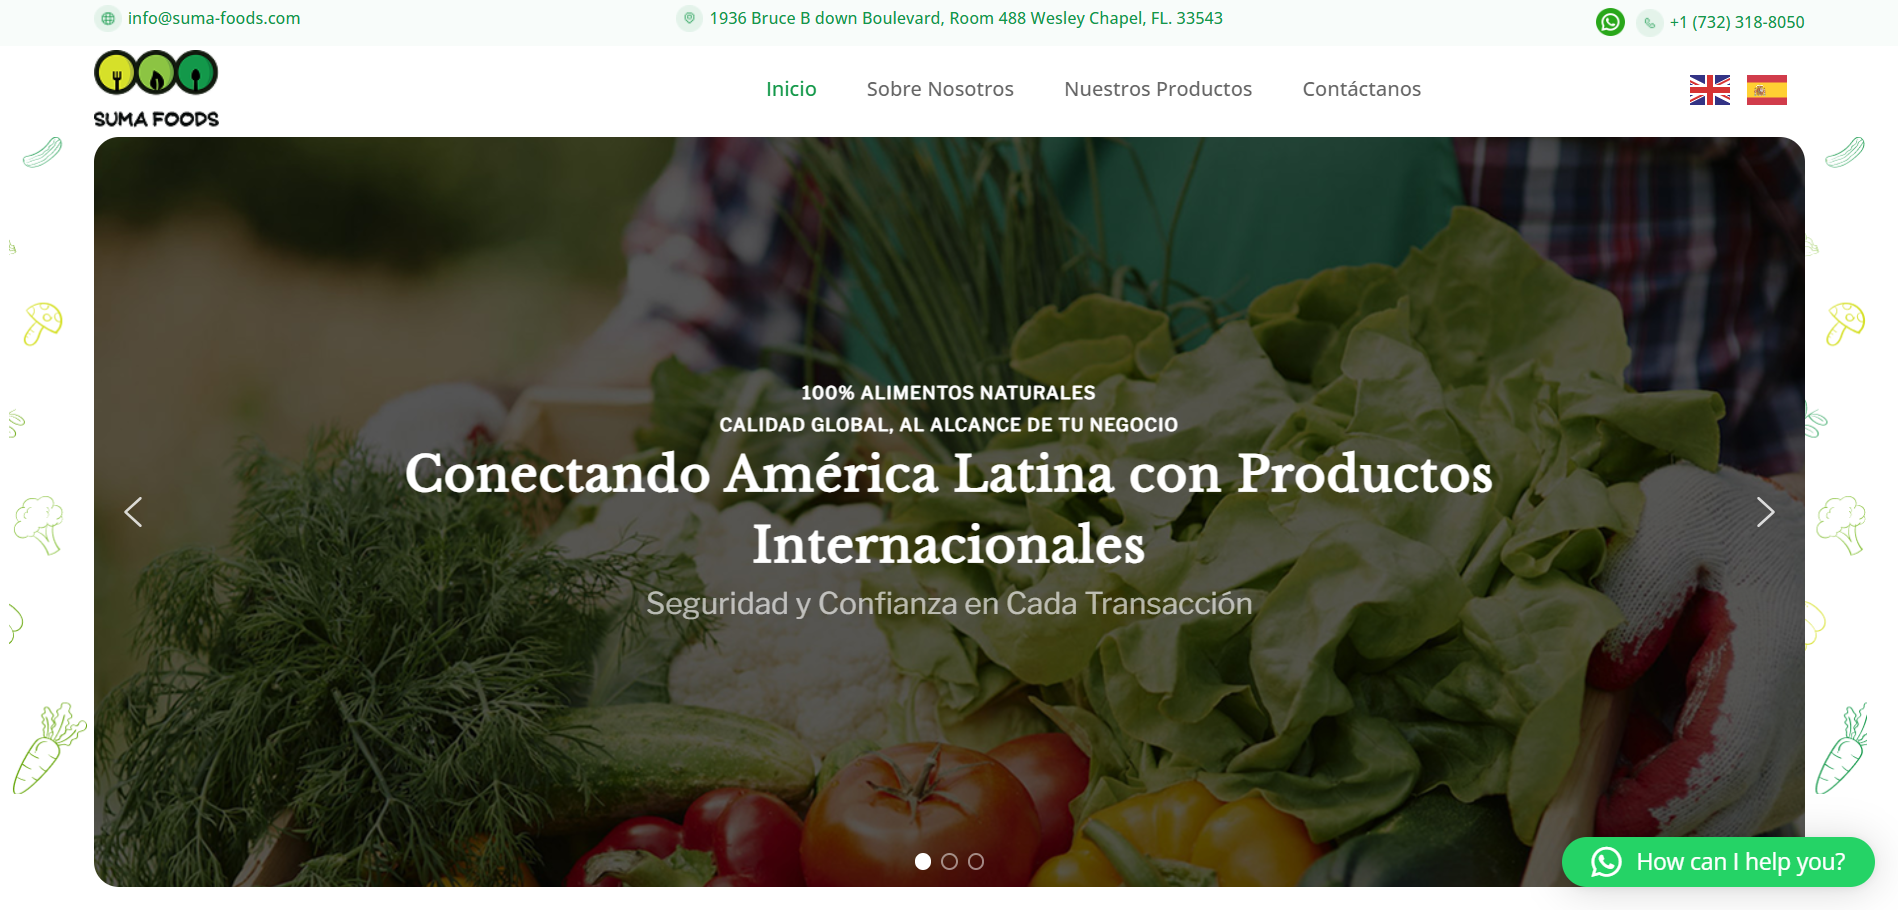 info@suma-foods.com
1936 Bruce B down Boulevard, Room 488 Wesley Chapel, FL. 33543
+1 (732) 318-8050
SUMA FOODS
Inicio
Sobre Nosotros
Nuestros Productos
Contáctanos
100% ALIMENTOS NATURALES
CALIDAD GLOBAL, AL ALCANCE DE TU NEGOCIO
Conectando América Latina con Productos
Internacionales
Seguridad y Confianza en Cada Transacción
How can I help you?